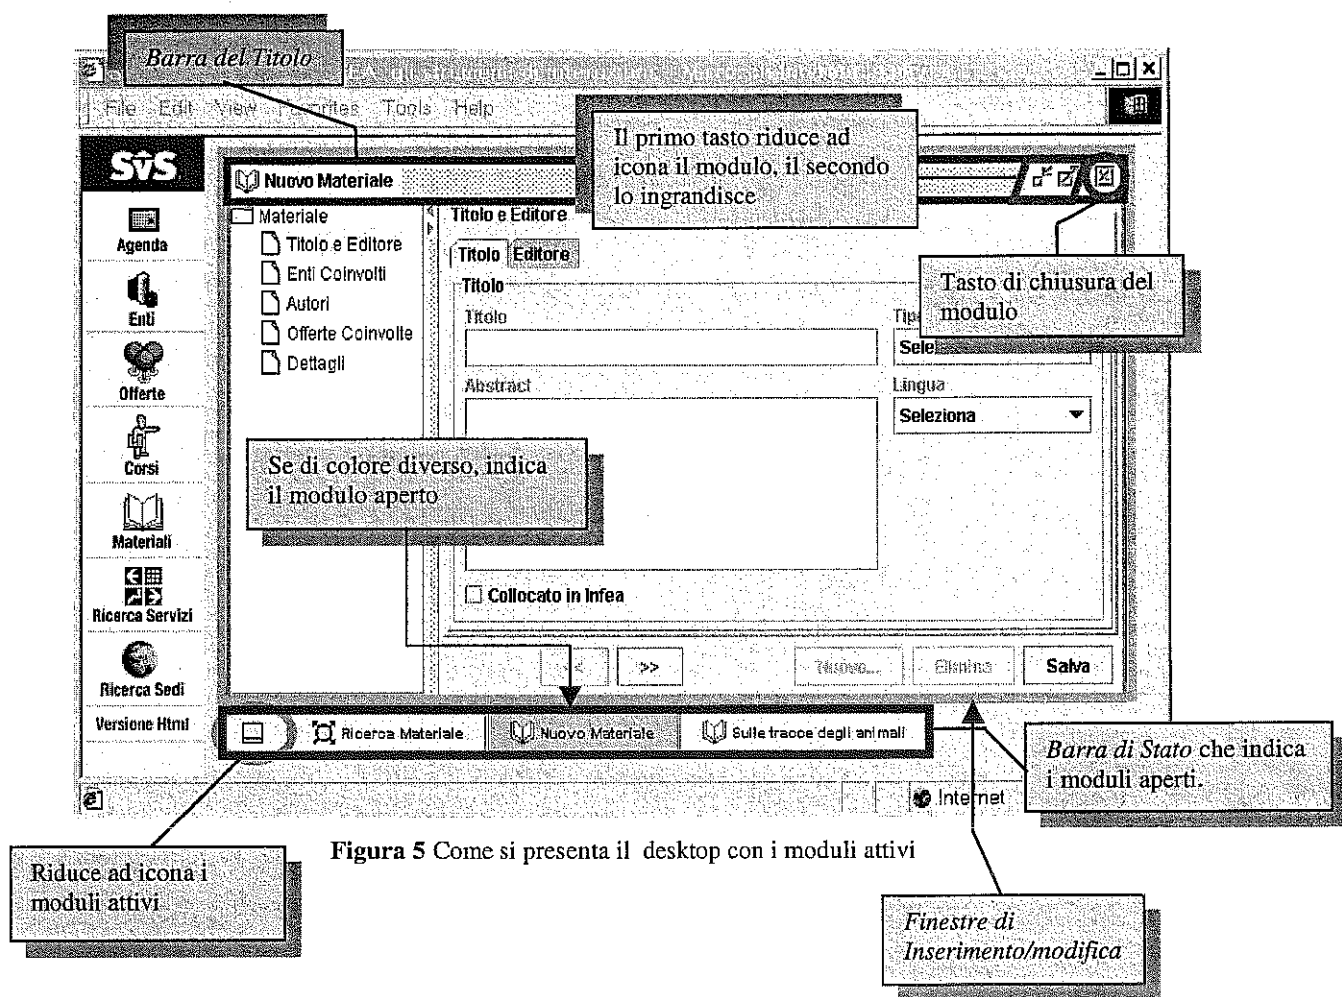 Barra del Titolo
File Edit View Favorites Tools Help
Il primo tasto riduce ad
icona il modulo, il secondo
lo ingrandisce
SVS
Nuovo Materiale
Agenda
Enti
Offerte
Corsi
Materiali
Ricerca Servizi
Ricerca Sedi
Versione Html
Materiale
Titolo e Editore
Enti Coinvolti
Autori
Offerte Coinvolte
Dettagli
Titolo e Editore
Titolo Editore
Titolo
Titolo
Tipo
Sele
Tasto di chiusura del
modulo
Abstract
Lingua
Seleziona
Se di colore diverso, indica
il modulo aperto
Collocato in Infea
<< >> Nuovo... Elimina Salva
Ricerca Materiale Nuovo Materiale Sulle tracce degli animali
Barra di Stato che indica
i moduli aperti.
Internet
Figura 5 Come si presenta il desktop con i moduli attivi
Riduce ad icona i
moduli attivi
Finestre di
Inserimento/modifica